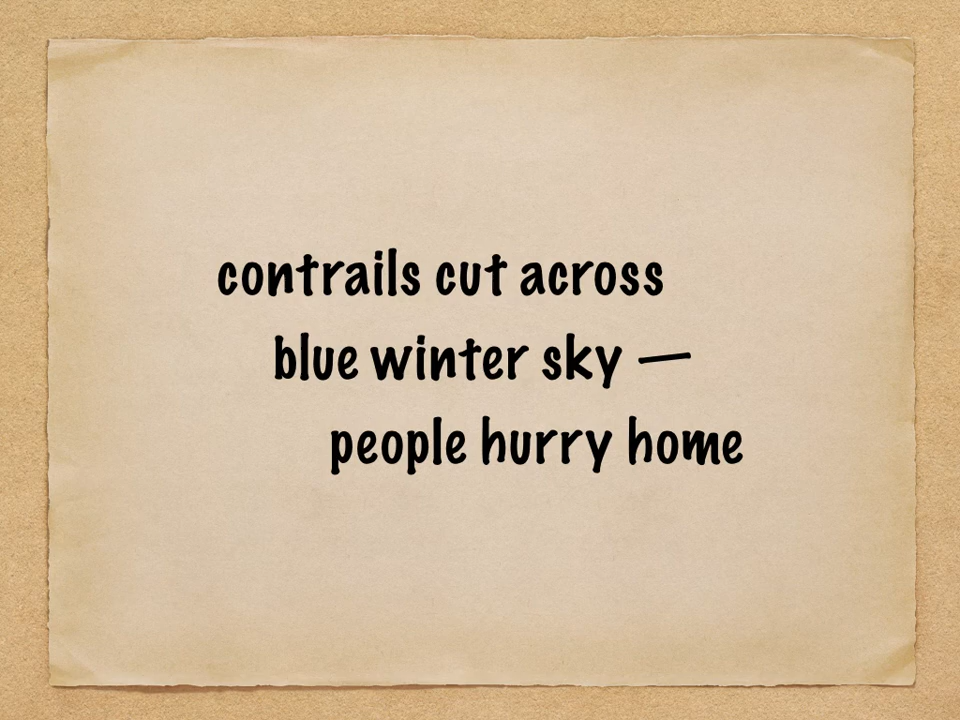 contrails cut across
blue winter sky —
people hurry home